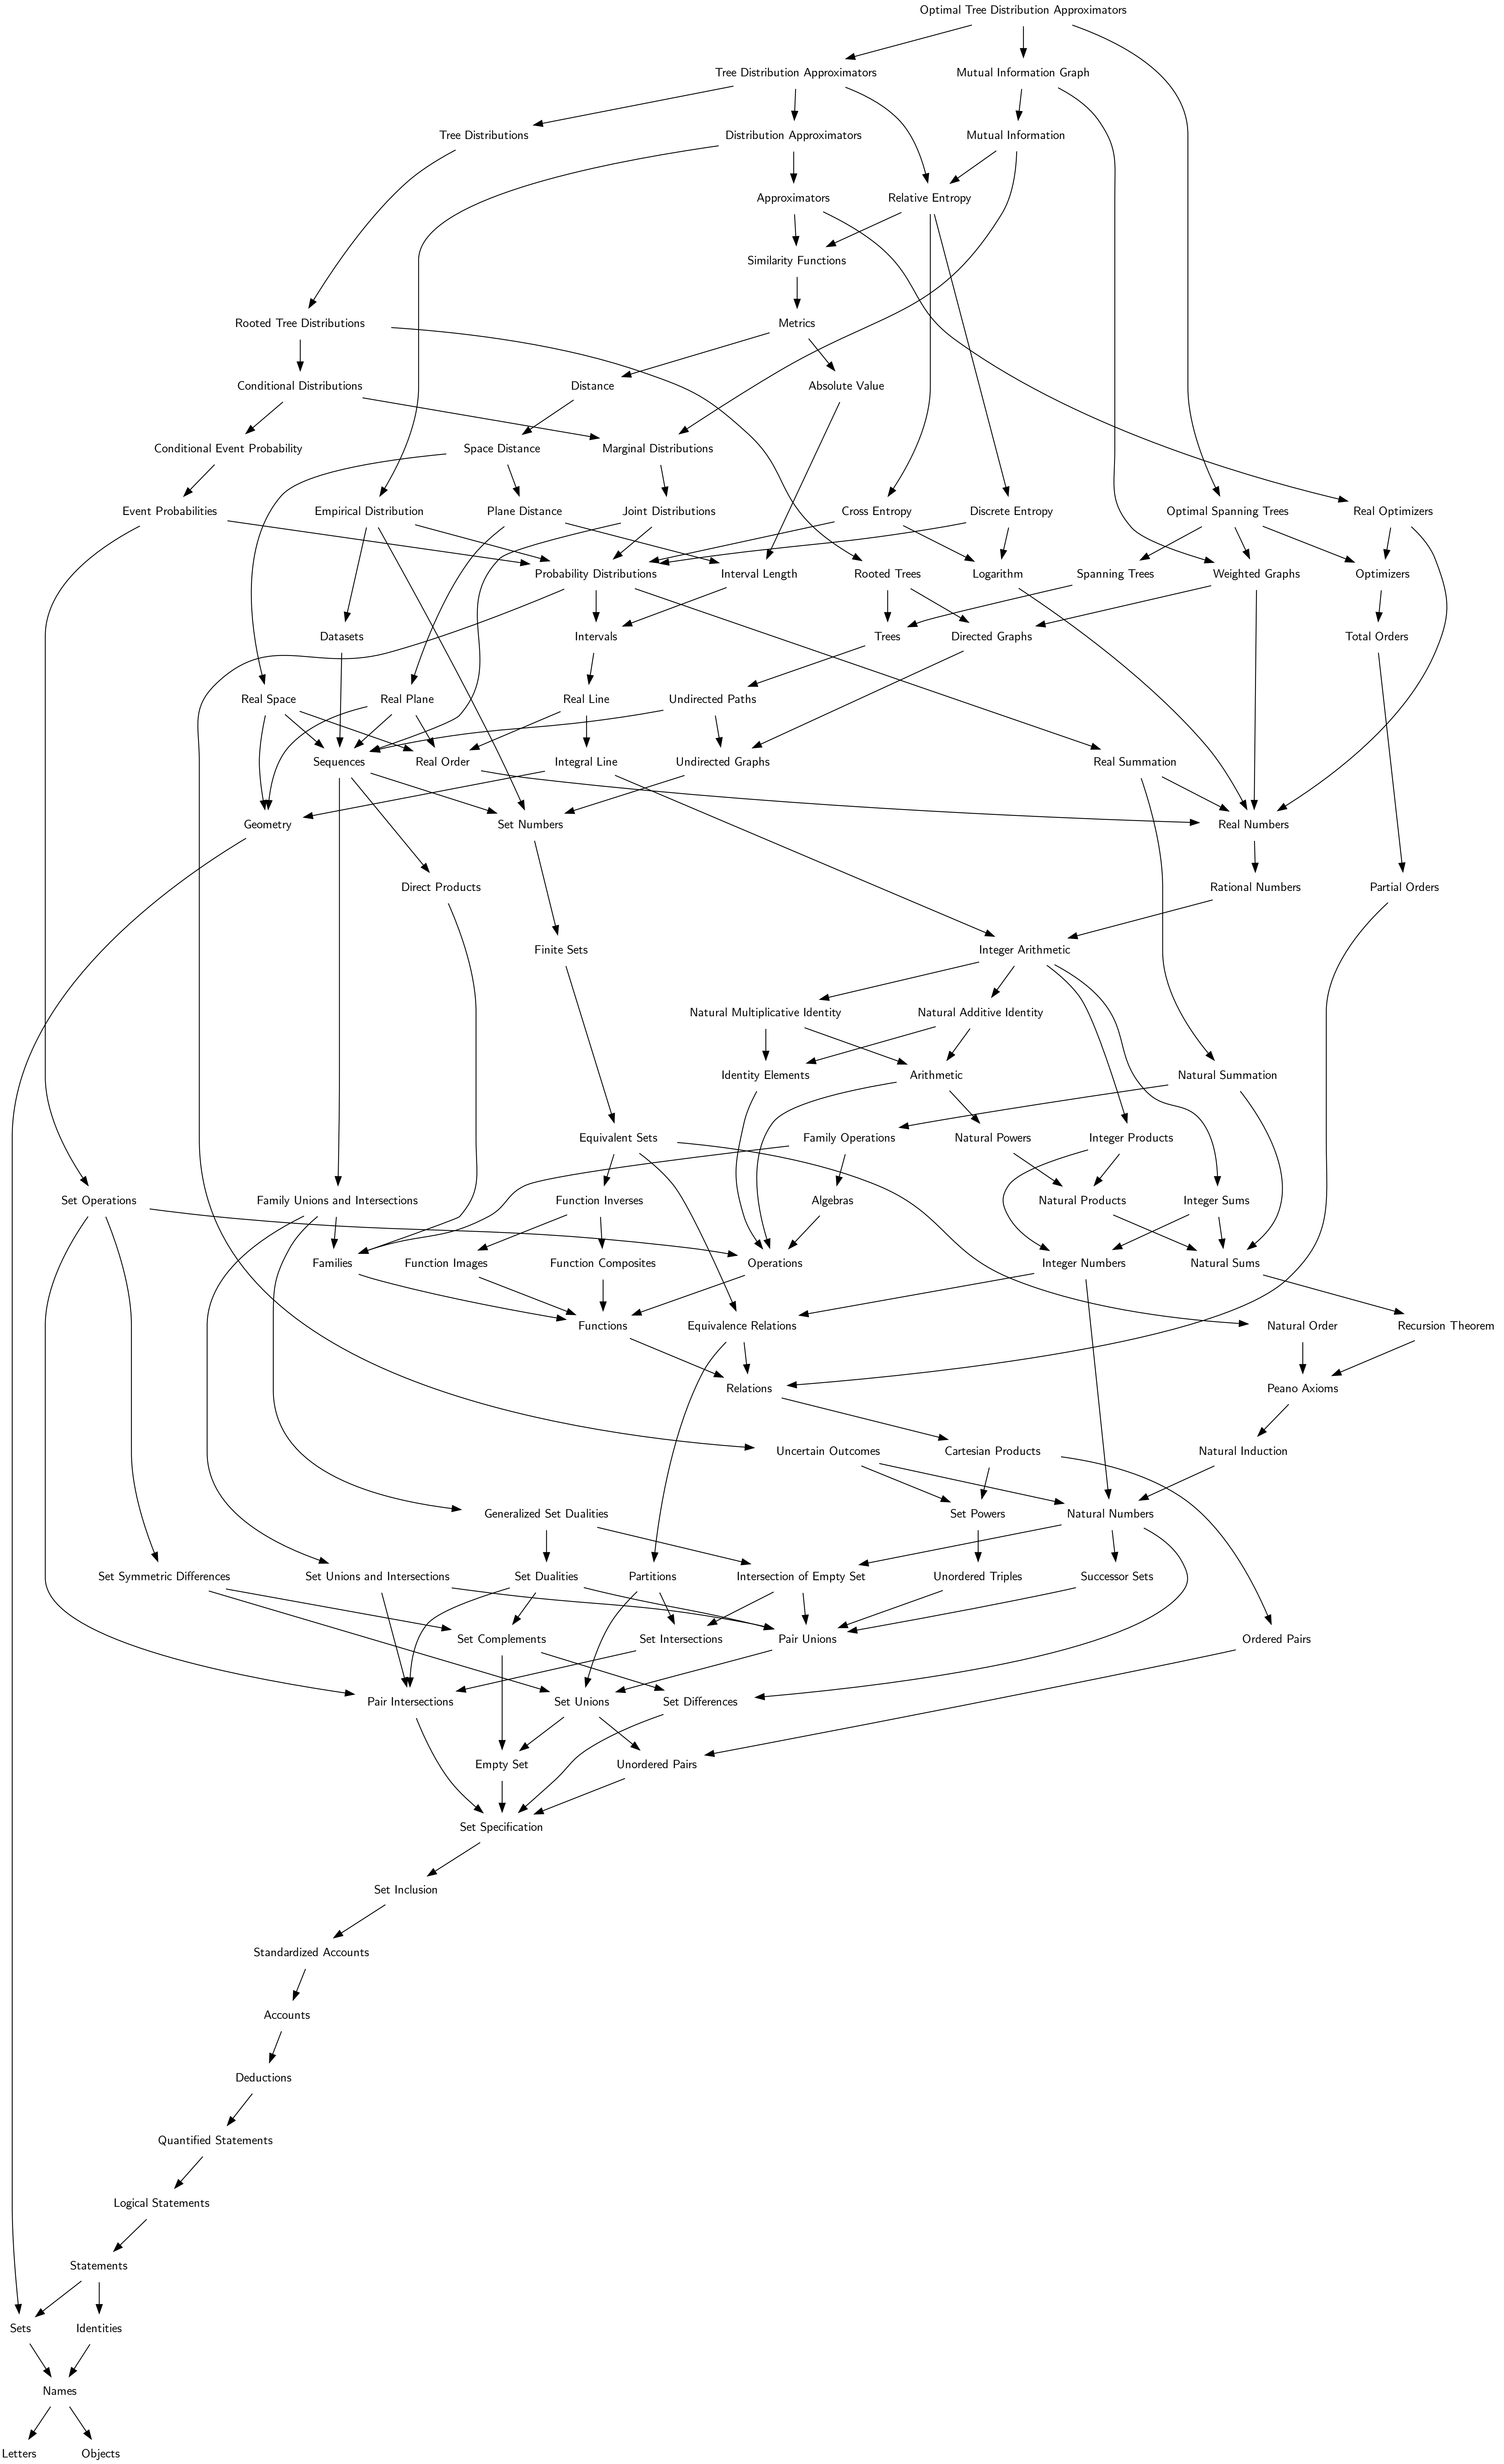 Optimal Tree Distribution Approximators
Tree Distribution Approximators
Mutual Information Graph
Tree Distributions
Distribution Approximators
Mutual Information
Approximators
Relative Entropy
Similarity Functions
Rooted Tree Distributions
Metrics
Conditional Distributions
Distance
Absolute Value
Conditional Event Probability
Space Distance
Marginal Distributions
Event Probabilities
Empirical Distribution
Plane Distance
Joint Distributions
Cross Entropy
Discrete Entropy
Optimal Spanning Trees
Real Optimizers
Probability Distributions
Interval Length
Rooted Trees
Logarithm
Spanning Trees
Weighted Graphs
Optimizers
Datasets
Intervals
Trees
Directed Graphs
Total Orders
Real Space
Real Plane
Real Line
Undirected Paths
Sequences
Real Order
Integral Line
Undirected Graphs
Real Summation
Geometry
Set Numbers
Real Numbers
Direct Products
Rational Numbers
Partial Orders
Finite Sets
Integer Arithmetic
Natural Multiplicative Identity
Natural Additive Identity
Identity Elements
Arithmetic
Natural Summation
Equivalent Sets
Family Operations
Natural Powers
Integer Products
Set Operations
Family Unions and Intersections
Function Inverses
Algebras
Natural Products
Integer Sums
Families
Function Images
Function Composites
Operations
Integer Numbers
Natural Sums
Functions
Equivalence Relations
Natural Order
Recursion Theorem
Relations
Peano Axioms
Uncertain Outcomes
Cartesian Products
Natural Induction
Generalized Set Dualities
Set Powers
Natural Numbers
Set Symmetric Differences
Set Unions and Intersections
Set Dualities
Partitions
Intersection of Empty Set
Unordered Triples
Successor Sets
Set Complements
Set Intersections
Pair Unions
Ordered Pairs
Pair Intersections
Set Unions
Set Differences
Empty Set
Unordered Pairs
Set Specification
Set Inclusion
Standardized Accounts
Accounts
Deductions
Quantified Statements
Logical Statements
Statements
Sets
Identities
Names
Letters
Objects